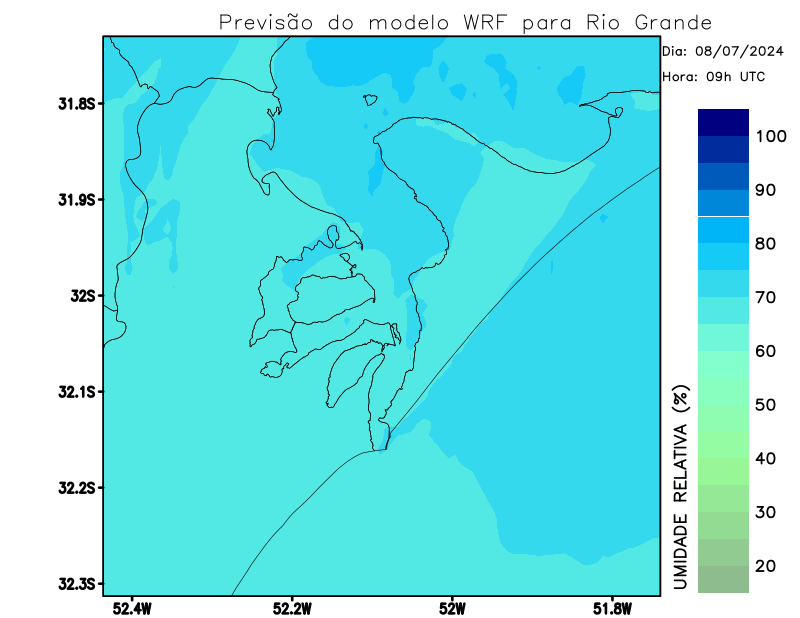 Previsão do modelo WRF para Rio Grande
Dia: 08/07/2024
Hora: 09h UTC
31.8S
31.9S
32S
32.1S
32.2S
32.3S
52.4W
52.2W
52W
51.8W
100
90
80
70
60
50
40
30
20
UMIDADE RELATIVA (%)